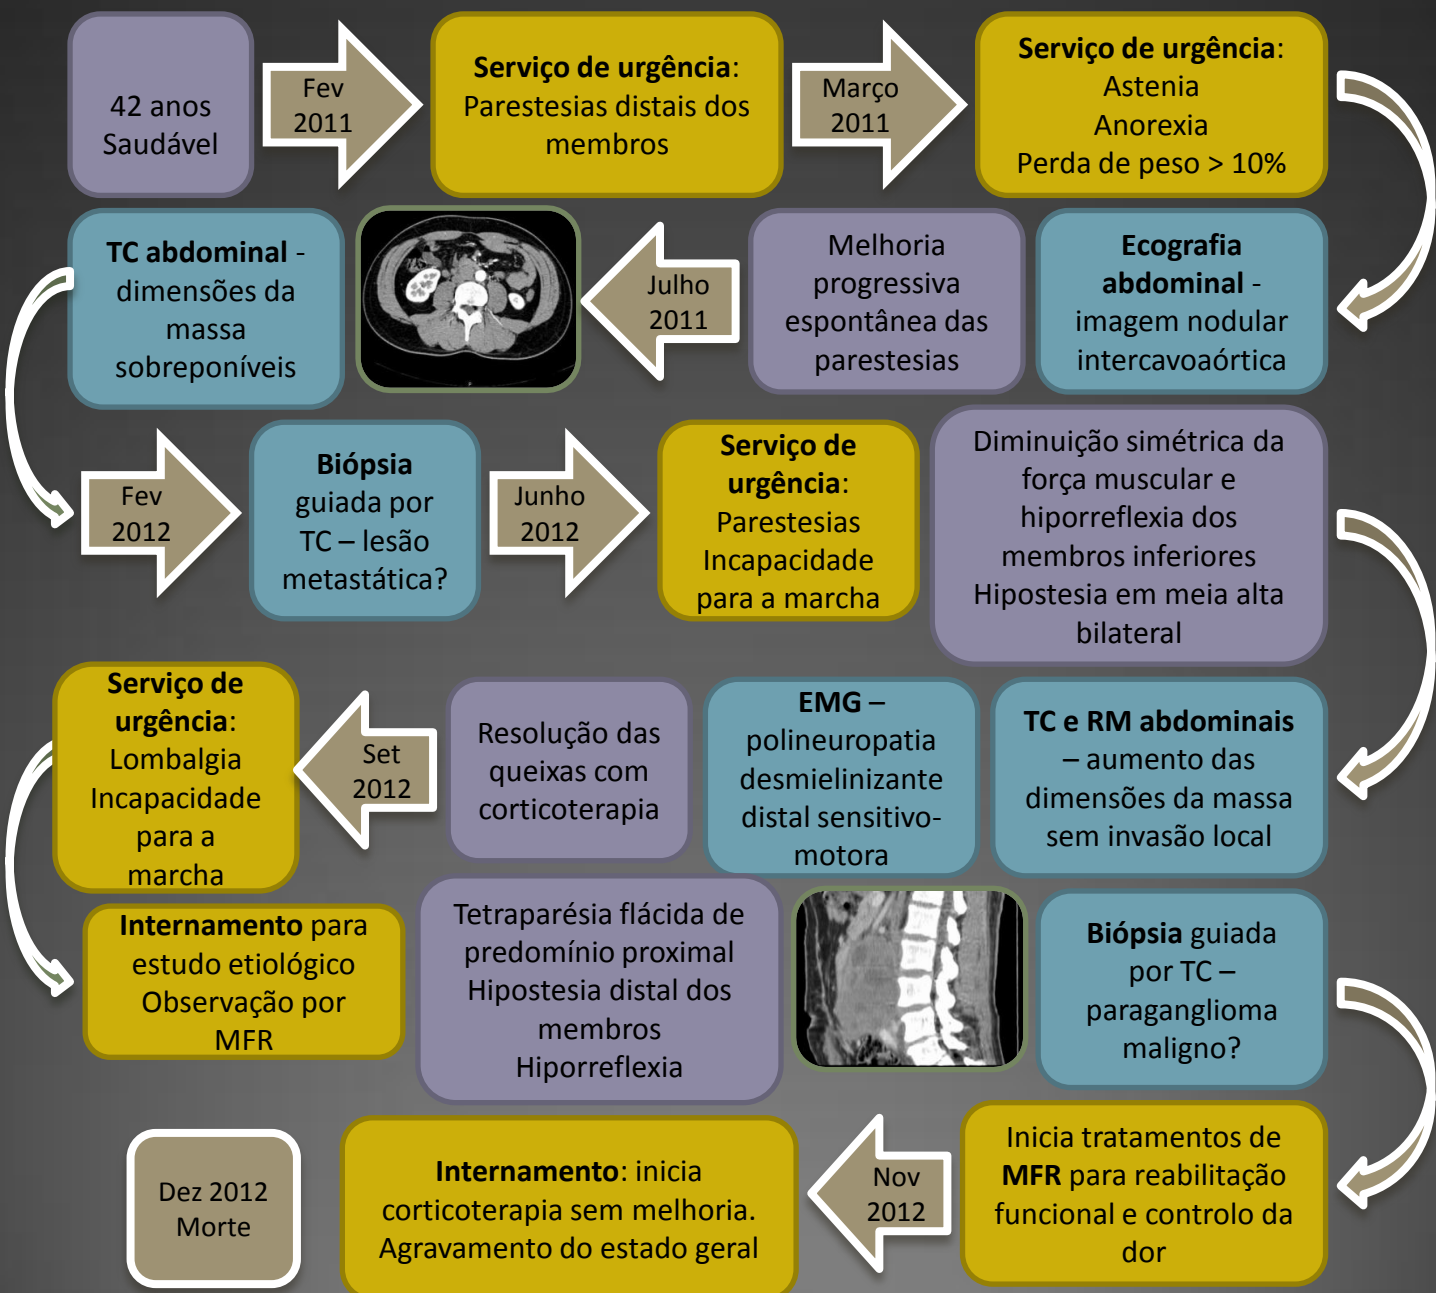 42 anos
Saudável
Fev
2011
Serviço de urgência:
Parestesias distais dos
membros
Março
2011
Serviço de urgência:
Astenia
Anorexia
Perda de peso > 10%
Ecografia
abdominal -
imagem nodular
intercavoaórtica
Melhoria
progressiva
espontânea das
parestesias
Julho
2011
TC abdominal -
dimensões da
massa
sobreponíveis
Fev
2012
Biópsia
guiada por
TC – lesão
metastática?
Junho
2012
Serviço de
urgência:
Parestesias
Incapacidade
para a marcha
Diminuição simétrica da
força muscular e
hiporreflexia dos
membros inferiores
Hipostesia em meia alta
bilateral
TC e RM abdominais
– aumento das
dimensões da massa
sem invasão local
EMG –
polineuropatia
desmielinizante
distal sensitivo-
motora
Resolução das
queixas com
corticoterapia
Set
2012
Serviço de
urgência:
Lombalgia
Incapacidade
para a
marcha
Internamento para
estudo etiológico
Observação por
MFR
Tetraparésia flácida de
predomínio proximal
Hipostesia distal dos
membros
Hiporreflexia
Biópsia guiada
por TC –
paraganglioma
maligno?
Inicia tratamentos de
MFR para reabilitação
funcional e controlo da
dor
Nov
2012
Internamento: inicia
corticoterapia sem melhoria.
Agravamento do estado geral
Dez 2012
Morte